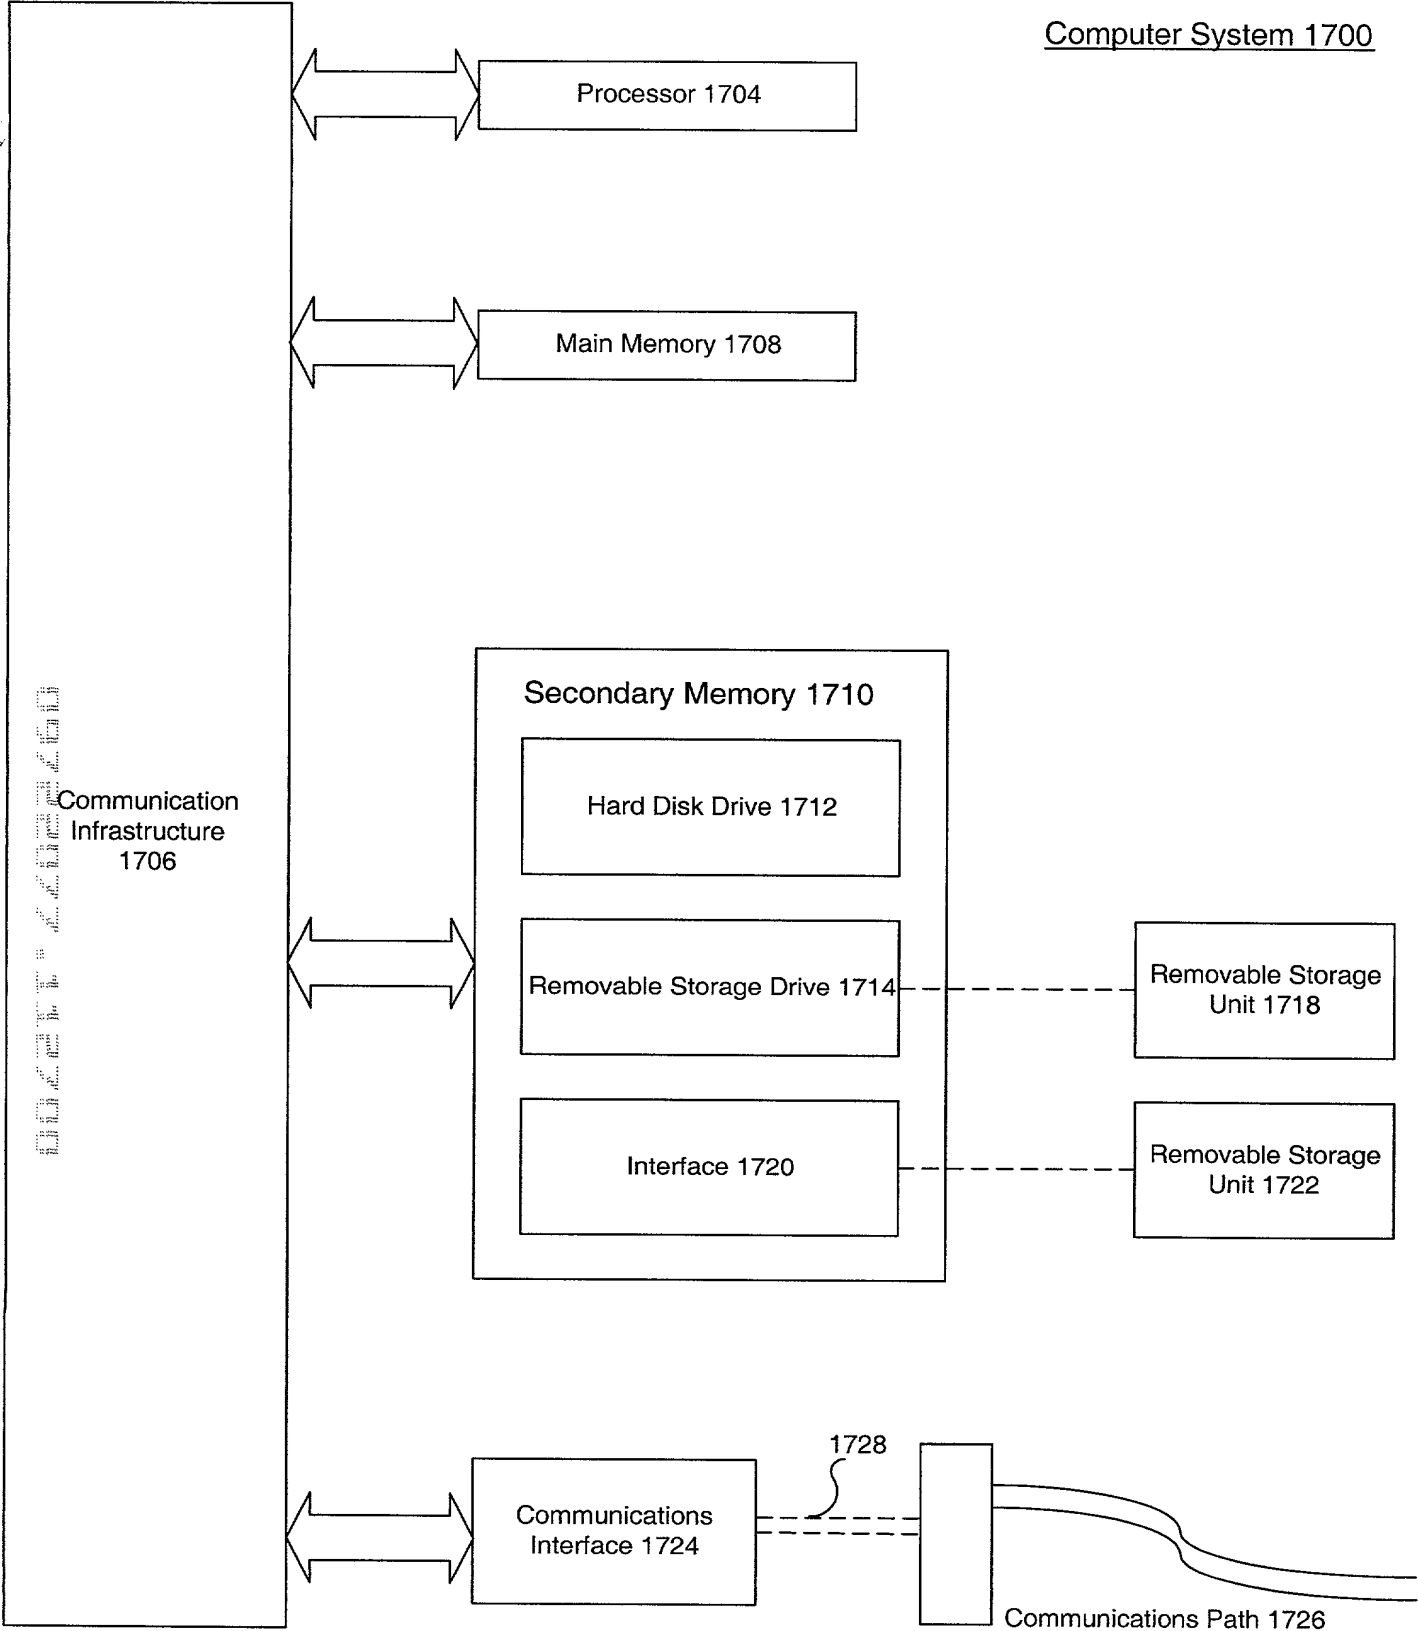 Computer System 1700
Processor 1704
Main Memory 1708
Communication
Infrastructure
1706
Secondary Memory 1710
Hard Disk Drive 1712
Removable Storage Drive 1714
Interface 1720
Removable Storage
Unit 1718
Removable Storage
Unit 1722
Communications
Interface 1724
1728
Communications Path 1726